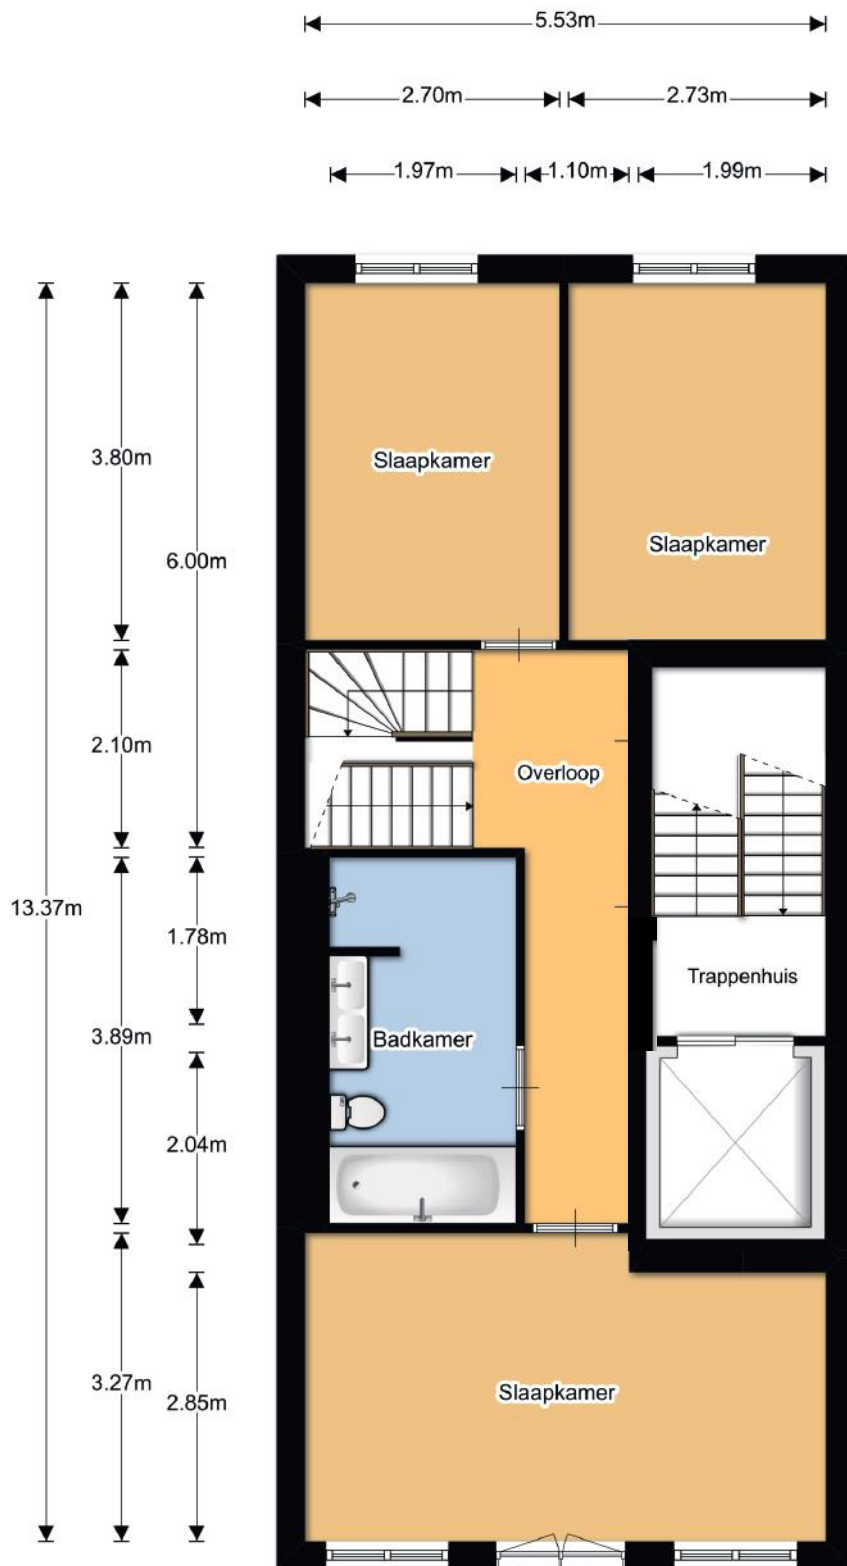 5.53m
2.70m 2.73m
1.97m 1.10m 1.99m
3.80m
Slaapkamer
Slaapkamer
6.00m
2.10m
Overloop
13.37m
1.78m
Trappenhuis
3.89m
Badkamer
2.04m
3.27m
Slaapkamer
2.85m